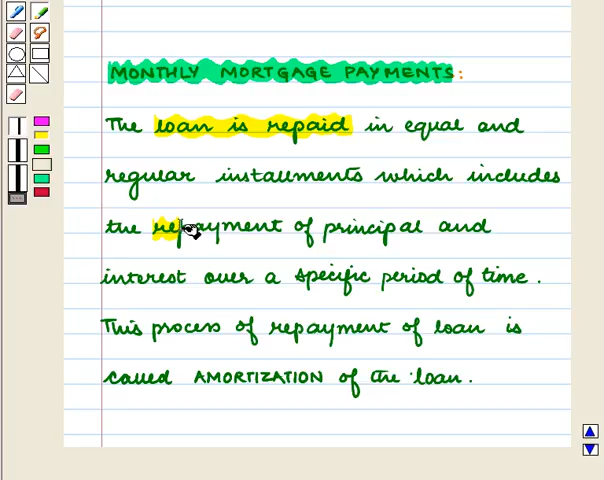 MONTHLY MORTGAGE PAYMENTS:
The loan is repaid in equal and
regular installments which includes
the repayment of principal and
interest over a specific period of time.
This process of repayment of loan is
called AMORTIZATION of the loan.